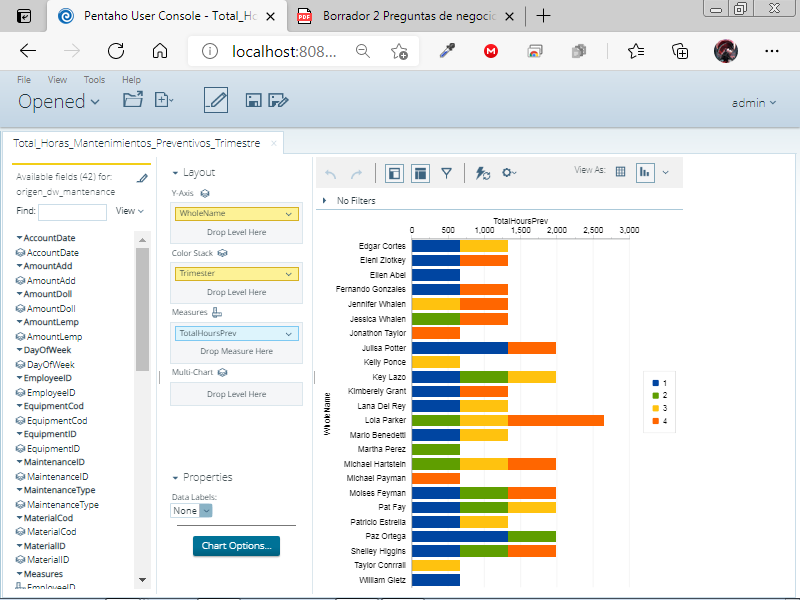 Pentaho User Console - Total_Ho
Borrador 2 Preguntas de negocio
localhost:808...
File View Tools Help
Opened
admin
Total_Horas_Mantenimientos_Preventivos_Trimestre
Available fields (42) for:
origen_dw_mantenance
Find:
View
AccountDate
AccountDate
AmountAdd
AmountAdd
AmountDoll
AmountDoll
AmountLemp
AmountLemp
DayOfWeek
DayOfWeek
EmployeeID
EmployeeID
EquipmentCod
EquipmentCod
EquipmentID
EquipmentID
MaintenanceID
MaintenanceID
MaintenanceType
MaintenanceType
MaterialCod
MaterialCod
MaterialID
MaterialID
Measures
EmployeeID
Layout
Y-Axis
WholeName
Drop Level Here
Color Stack
Trimester
Drop Level Here
Measures
TotalHoursPrev
Drop Measure Here
Multi-Chart
Drop Level Here
Properties
Data Labels:
None
Chart Options...
View As:
No Filters
TotalHoursPrev
0 500 1,000 1,500 2,000 2,500 3,000
WholeName
Edgar Cortes
Eleni Zlotkey
Ellen Abel
Fernando Gonzales
Jennifer Whalen
Jessica Whalen
Jonathon Taylor
Julisa Potter
Kelly Ponce
Key Lazo
Kimberely Grant
Lana Del Rey
Lola Parker
Mario Benedetti
Martha Perez
Michael Hartstein
Michael Payman
Moises Feyman
Pat Fay
Patricio Estrella
Paz Ortega
Shelley Higgins
Taylor Conrrail
William Gietz
1
2
3
4